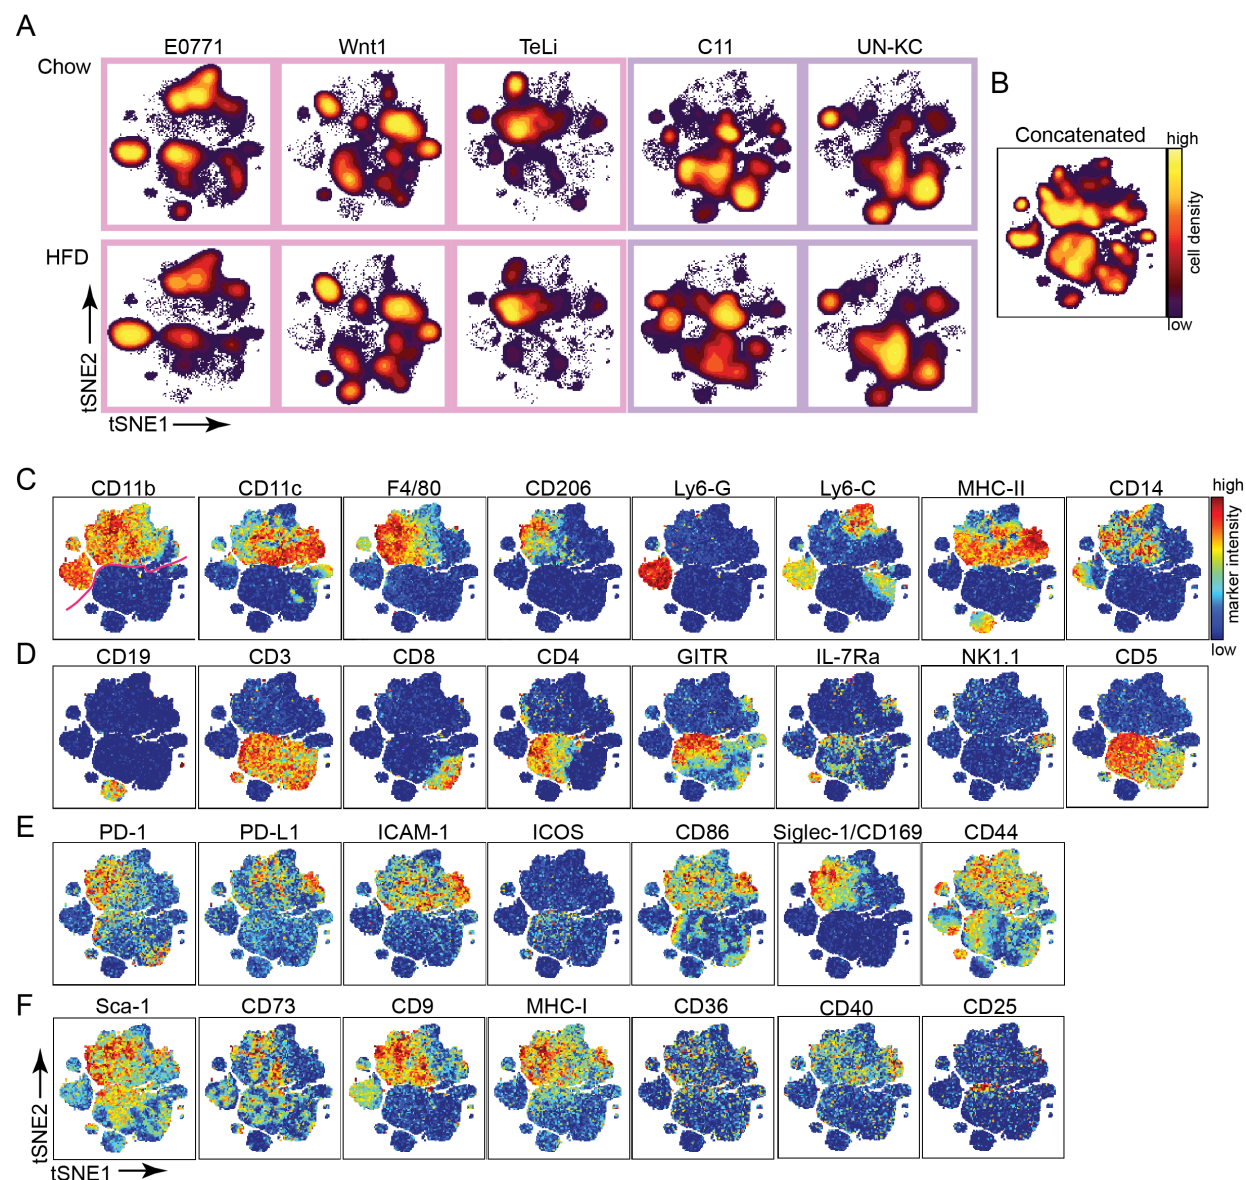 A
E0771 Wnt1 TeLi C11 UN-KC
Chow
B
Concatenated
high
cell density
low
HFD
tSNE2
tSNE1
C
CD11b CD11c F4/80 CD206 Ly6-G Ly6-C MHC-II CD14
high
marker intensity
low
D
CD19 CD3 CD8 CD4 GITR IL-7Ra NK1.1 CD5
E
PD-1 PD-L1 ICAM-1 ICOS CD86 Siglec-1/CD169 CD44
F
Sca-1 CD73 CD9 MHC-I CD36 CD40 CD25
tSNE2
tSNE1